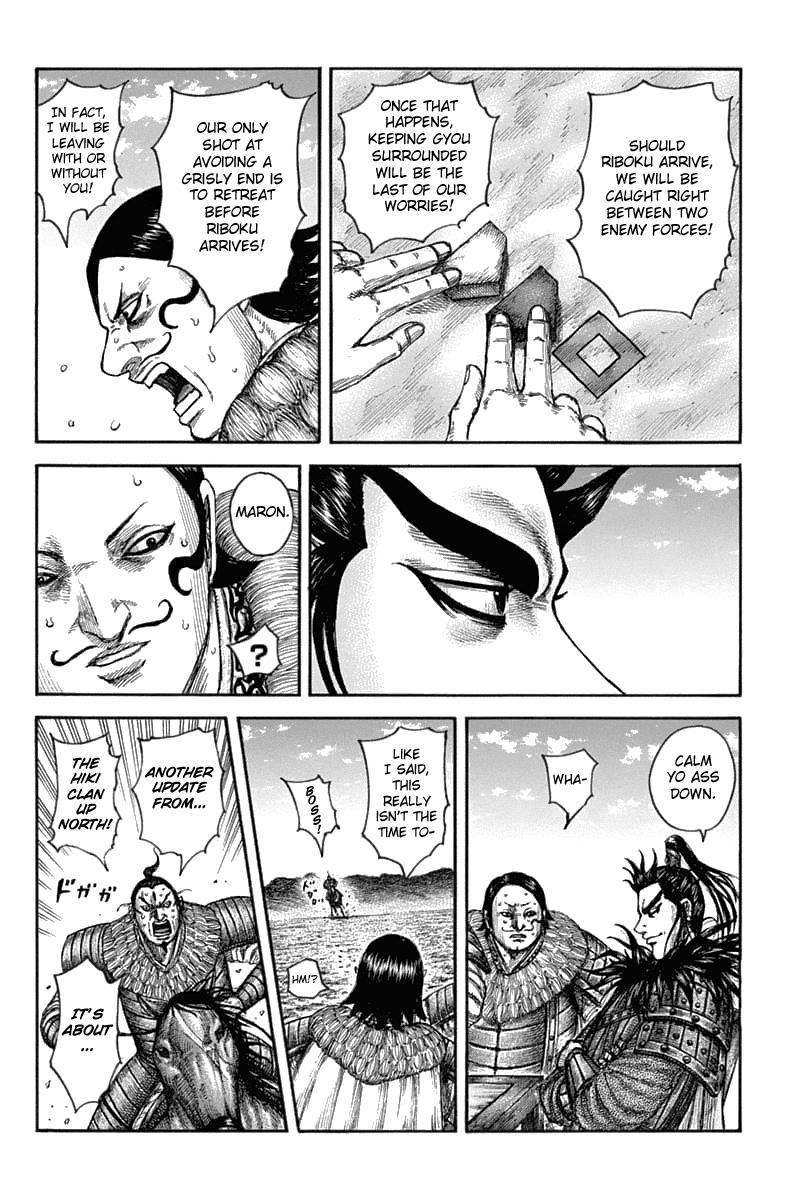 SHOULD
RIBOKU ARRIVE,
WE WILL BE
CAUGHT RIGHT
BETWEEN TWO
ENEMY FORCES!
ONCE THAT
HAPPENS,
KEEPING GYOU
SURROUNDED
WILL BE THE
LAST OF OUR
WORRIES!
OUR ONLY
SHOT AT
AVOIDING A
GRISLY END IS
TO RETREAT
BEFORE
RIBOKU
ARRIVES!
IN FACT,
I WILL BE
LEAVING
WITH OR
WITHOUT
YOU!
MARON.
?
CALM
YO ASS
DOWN.
WHA-
LIKE
I SAID,
THIS
REALLY
ISN'T THE
TIME TO-
BOSS!
HM!?
ANOTHER
UPDATE
FROM...
THE
HIKI
CLAN UP
NORTH!
ドガガ
IT'S
ABOUT
...